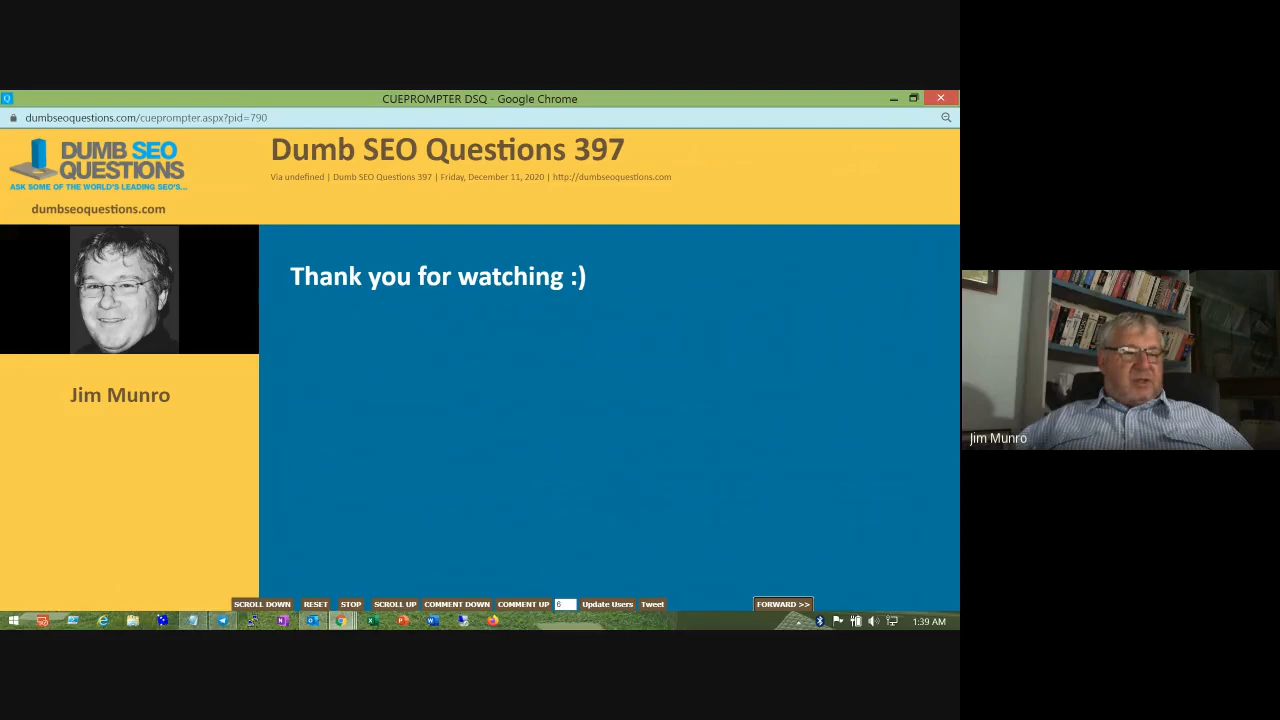 CUEPROMPTER DSQ - Google Chrome
dumbseoquestions.com/cueprompter.aspx?pid=790
DUMB SEO
QUESTIONS
ASK SOME OF THE WORLD'S LEADING SEO'S...
dumbseoquestions.com
Dumb SEO Questions 397
Via undefined | Dumb SEO Questions 397 | Friday, December 11, 2020 | http://dumbseoquestions.com
Thank you for watching :)
Jim Munro
Jim Munro
SCROLL DOWN RESET STOP SCROLL UP COMMENT DOWN COMMENT UP 6 Update Users Tweet FORWARD >>
1:39 AM